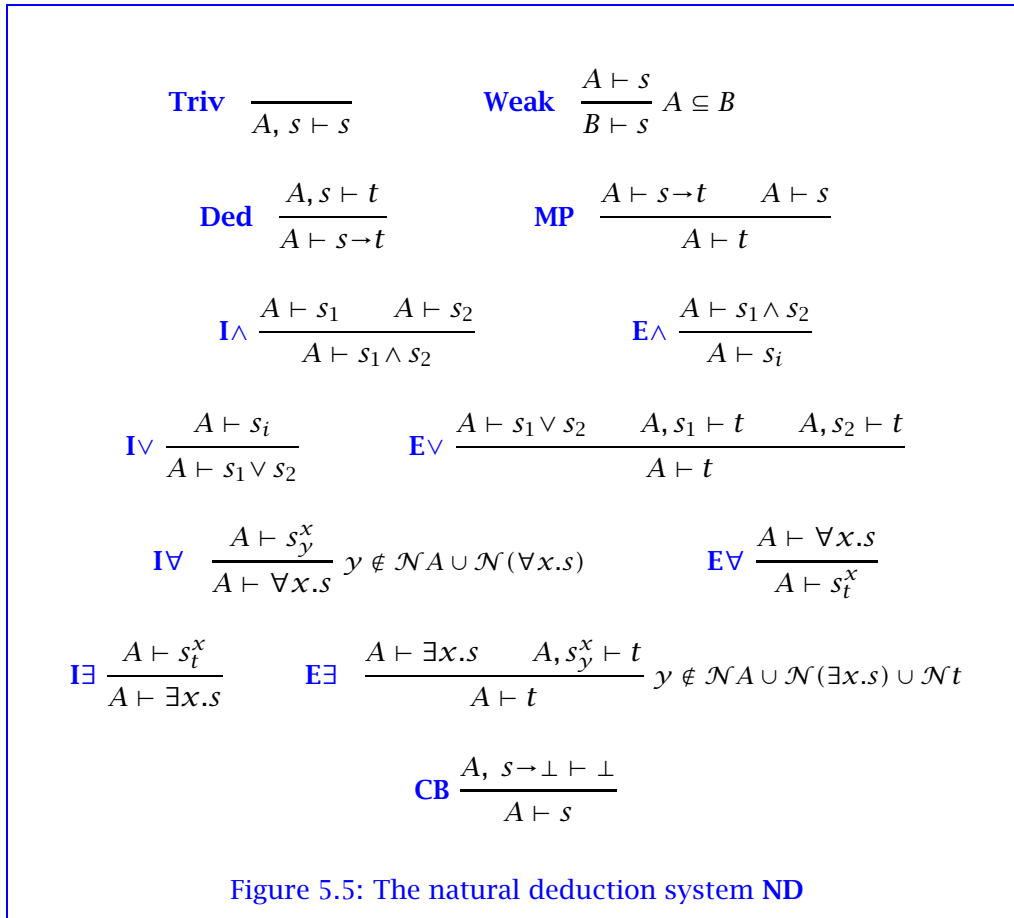 Triv A, s ⊢ s Weak A ⊢ s B ⊢ s A ⊆ B
Ded A, s ⊢ t A ⊢ s→t MP A ⊢ s→t A ⊢ s A ⊢ t
I∧ A ⊢ s₁ A ⊢ s₂ A ⊢ s₁ ∧ s₂ E∧ A ⊢ s₁ ∧ s₂ A ⊢ sᵢ
I∨ A ⊢ sᵢ A ⊢ s₁ ∨ s₂ E∨ A ⊢ s₁ ∨ s₂ A, s₁ ⊢ t A, s₂ ⊢ t A ⊢ t
I∀ A ⊢ s^x_y A ⊢ ∀x.s y ∉ 𝒩A ∪ 𝒩(∀x.s) E∀ A ⊢ ∀x.s A ⊢ s^x_t
I∃ A ⊢ s^x_t A ⊢ ∃x.s E∃ A ⊢ ∃x.s A, s^x_y ⊢ t A ⊢ t y ∉ 𝒩A ∪ 𝒩(∃x.s) ∪ 𝒩t
CB A, s→⊥ ⊢ ⊥ A ⊢ s
Figure 5.5: The natural deduction system ND